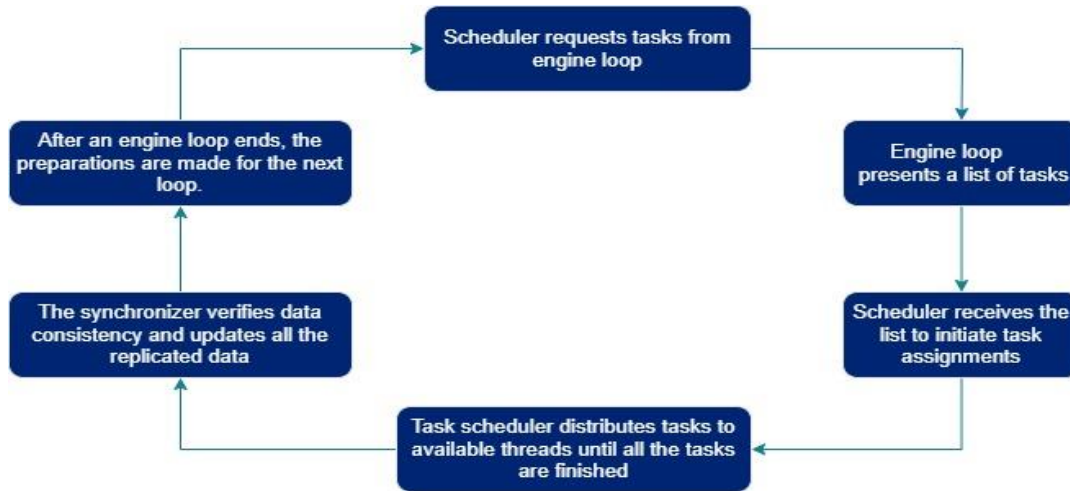 Scheduler requests tasks from
engine loop
After an engine loop ends, the
preparations are made for the next
loop.
Engine loop
presents a list of tasks
The synchronizer verifies data
consistency and updates all the
replicated data
Scheduler receives the
list to initiate task
assignments
Task scheduler distributes tasks to
available threads until all the tasks
are finished